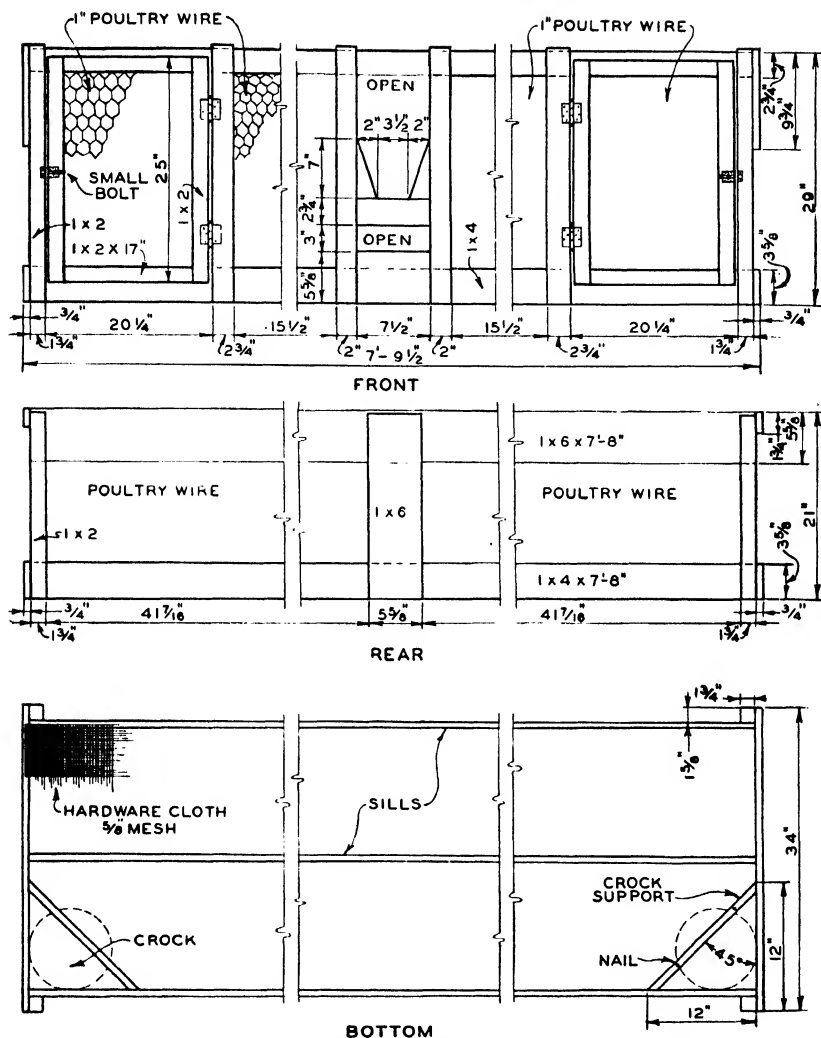 1" POULTRY WIRE
1" POULTRY WIRE
OPEN
2" 3 1/2" 2"
7"
25"
SMALL
BOLT
1 x 2
1 x 2
1 x 2 x 17"
2 3/4"
3"
OPEN
5 5/8"
1 x 4
2 3/4"
9 3/4"
29"
3 5/8"
3/4"
20 1/4"
15 1/2"
7 1/2"
15 1/2"
20 1/4"
3/4"
1 3/4"
2 3/4"
2"
7'-9 1/2"
2"
2 3/4"
1 3/4"
FRONT
1 x 6 x 7'-8"
1 3/4"
5 5/8"
POULTRY WIRE
1 x 6
POULTRY WIRE
21"
1 x 2
3 5/8"
1 x 4 x 7'-8"
3/4"
41 7/16"
5 5/8"
41 7/16"
3/4"
1 3/4"
1 3/4"
REAR
1 3/4"
1 5/8"
HARDWARE CLOTH
5/8" MESH
SILLS
34"
CROCK
SUPPORT
CROCK
NAIL
45°
12"
12"
BOTTOM